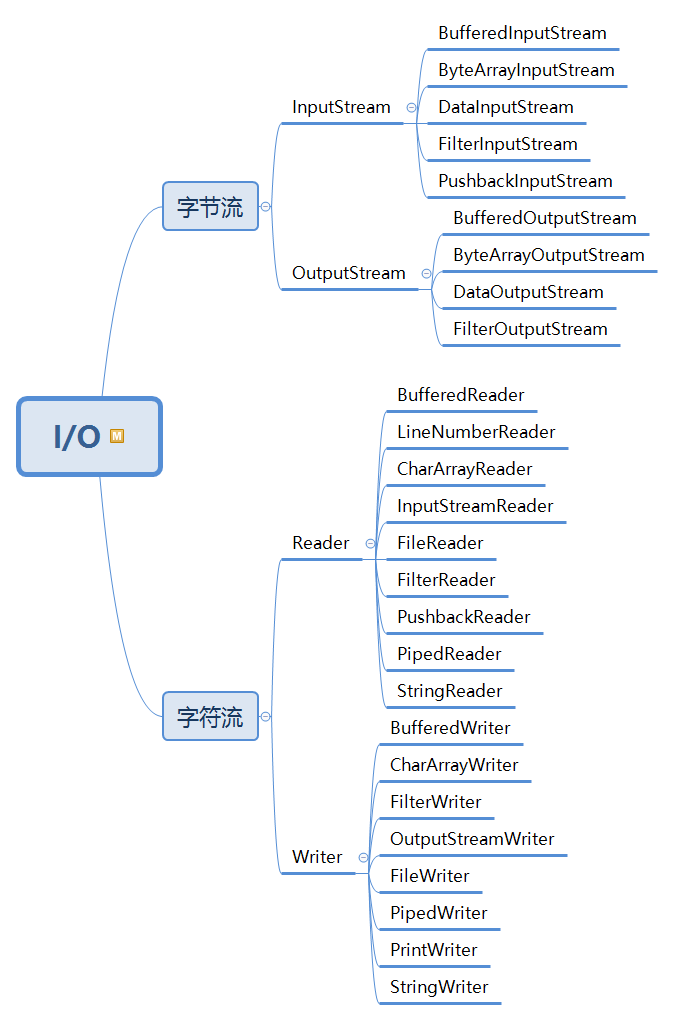 I/O M
字节流
InputStream
BufferedInputStream
ByteArrayInputStream
DataInputStream
FilterInputStream
PushbackInputStream
OutputStream
BufferedOutputStream
ByteArrayOutputStream
DataOutputStream
FilterOutputStream
字符流
Reader
BufferedReader
LineNumberReader
CharArrayReader
InputStreamReader
FileReader
FilterReader
PushbackReader
PipedReader
StringReader
Writer
BufferedWriter
CharArrayWriter
FilterWriter
OutputStreamWriter
FileWriter
PipedWriter
PrintWriter
StringWriter